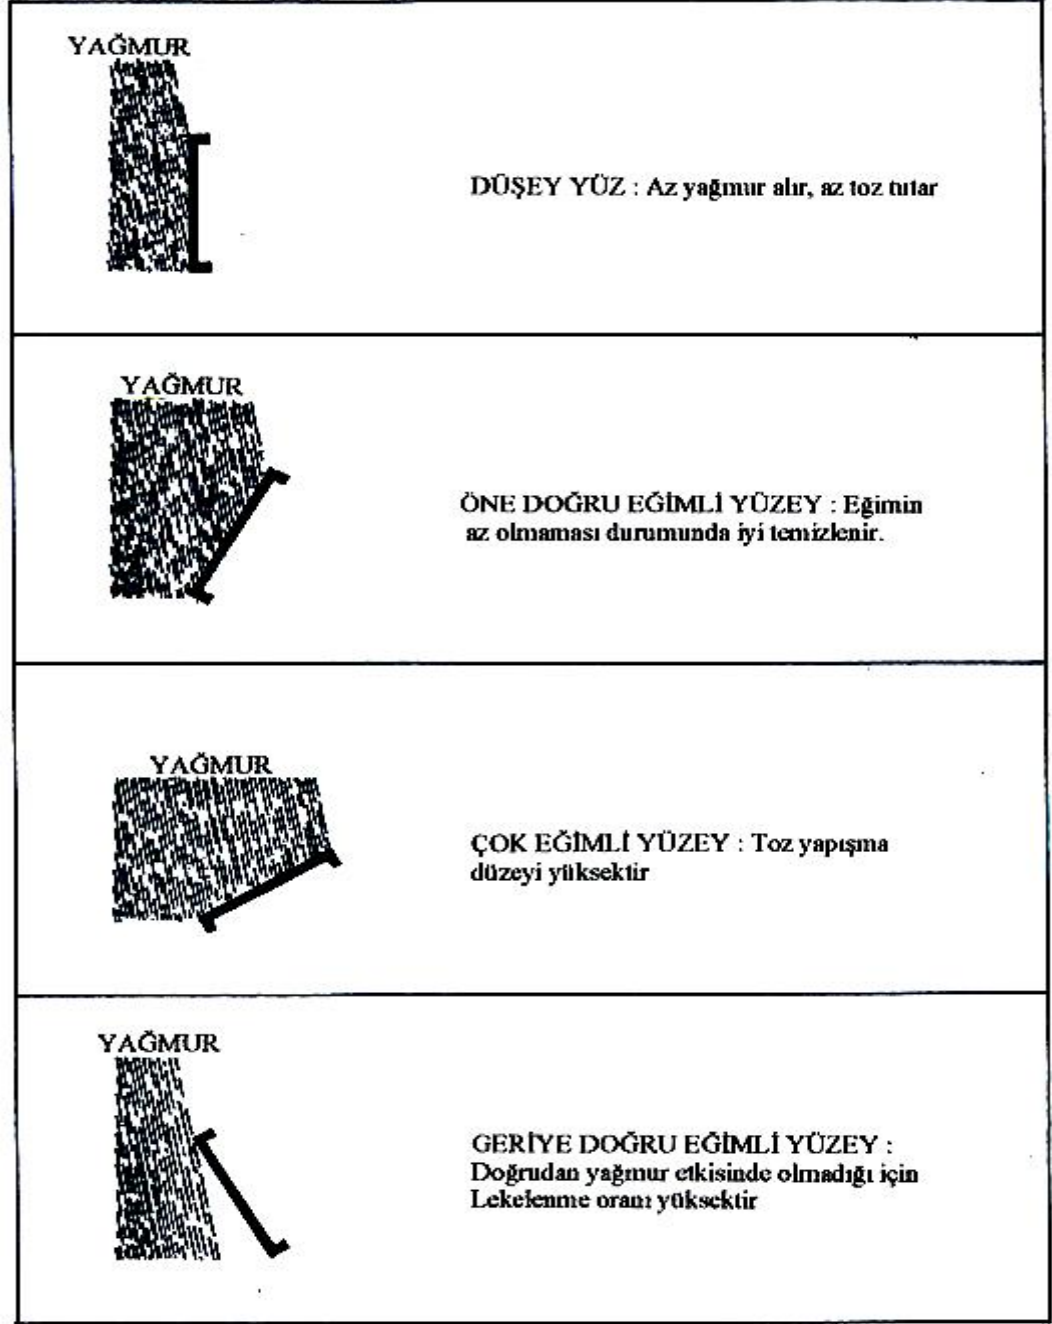 YAĞMUR
DÜŞEY YÜZ : Az yağmur alır, az toz tutar
YAĞMUR
ÖNE DOĞRU EĞİMLİ YÜZEY : Eğimin
az olmaması durumunda iyi temizlenir.
YAĞMUR
ÇOK EĞİMLİ YÜZEY : Toz yapışma
düzeyi yüksektir
YAĞMUR
GERİYE DOĞRU EĞİMLİ YÜZEY :
Doğrudan yağmur etkisinde olmadığı için
Lekelenme oranı yüksektir